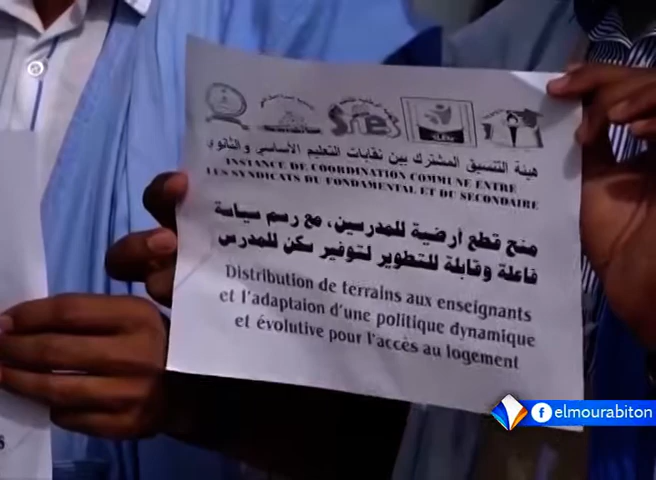 هيئة التنسيق المشترك بين نقابات التعليم الأساسي والثانوي
INSTANCE DE COORDINATION COMMUNE ENTRE
LES SYNDICATS DU FONDAMENTAL ET DU SECONDAIRE
منح قطع أرضية للمدرسين، مع رسم سياسة
فاعلة وقابلة للتطوير لتوفير سكن للمدرس
Distribution de terrains aux enseignants
et l'adaptaion d'une politique dynamique
et évolutive pour l'accès au logement
elmourabiton